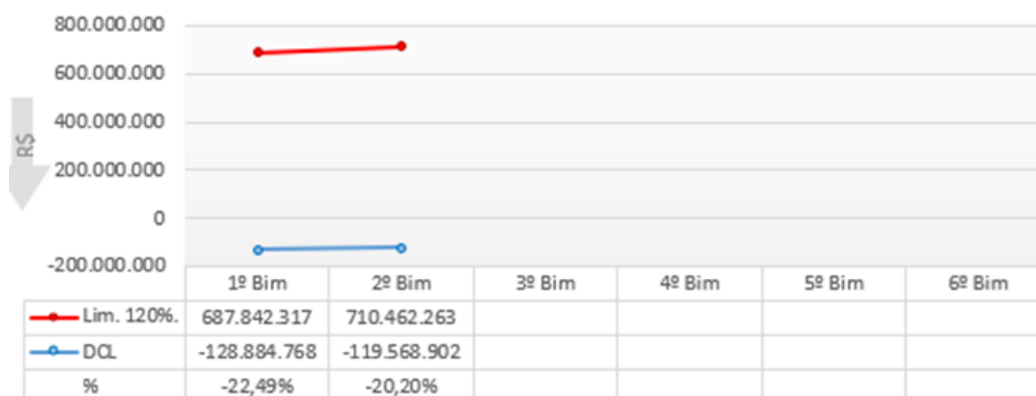 800.000.000
600.000.000
400.000.000
200.000.000
0
-200.000.000
R$
1º Bim 2º Bim 3º Bim 4º Bim 5º Bim 6º Bim
Lim. 120%. 687.842.317 710.462.263
DCL -128.884.768 -119.568.902
% -22,49% -20,20%